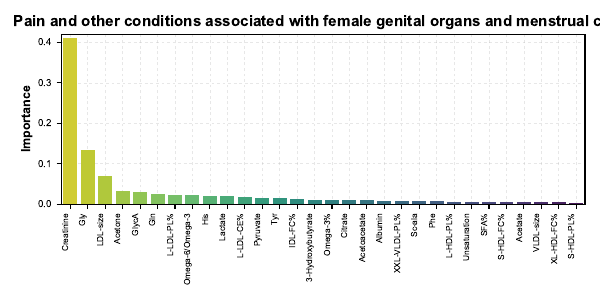 Pain and other conditions associated with female genital organs and menstrual c
Importance
0.4
0.3
0.2
0.1
0.0
Creatinine
Gly
LDL-size
Acetone
GlycA
Gln
L-LDL-PL%
Omega-6/Omega-3
His
Lactate
L-LDL-CE%
Pyruvate
Tyr
IDL-FC%
3-Hydroxybutyrate
Omega-3%
Citrate
Acetoacetate
Albumin
XXL-VLDL-PL%
Phe
L-HDL-PL%
Unsaturation
SFA%
S-HDL-FC%
Acetate
VLDL-size
XL-HDL-FC%
S-HDL-PL%